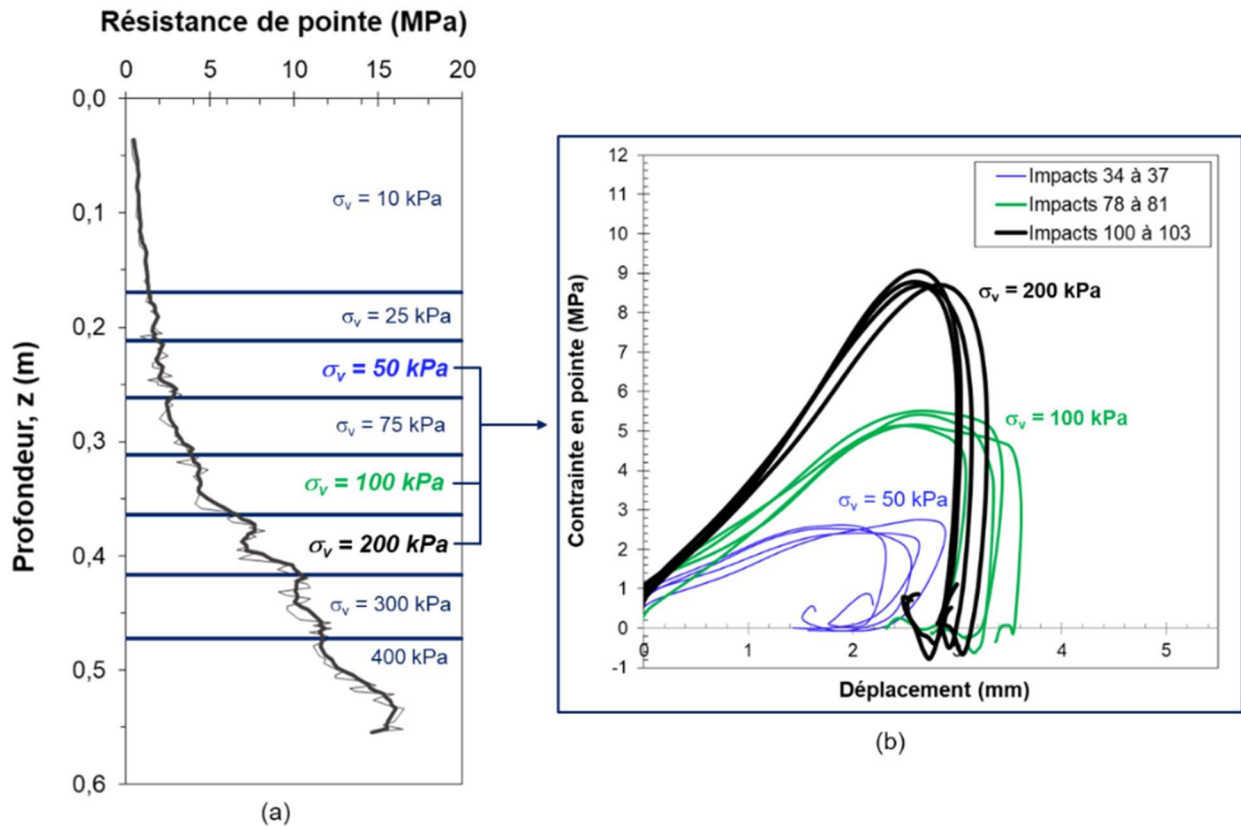 Résistance de pointe (MPa)
0 5 10 15 20
0,0
0,1
0,2
0,3
0,4
0,5
0,6
Profondeur, z (m)
σv = 10 kPa
σv = 25 kPa
σv = 50 kPa
σv = 75 kPa
σv = 100 kPa
σv = 200 kPa
σv = 300 kPa
400 kPa
(a)
12
11
10
9
8
7
6
5
4
3
2
1
0
-1
Contrainte en pointe (MPa)
Impacts 34 à 37
Impacts 78 à 81
Impacts 100 à 103
σv = 200 kPa
σv = 100 kPa
σv = 50 kPa
0 1 2 3 4 5
Déplacement (mm)
(b)